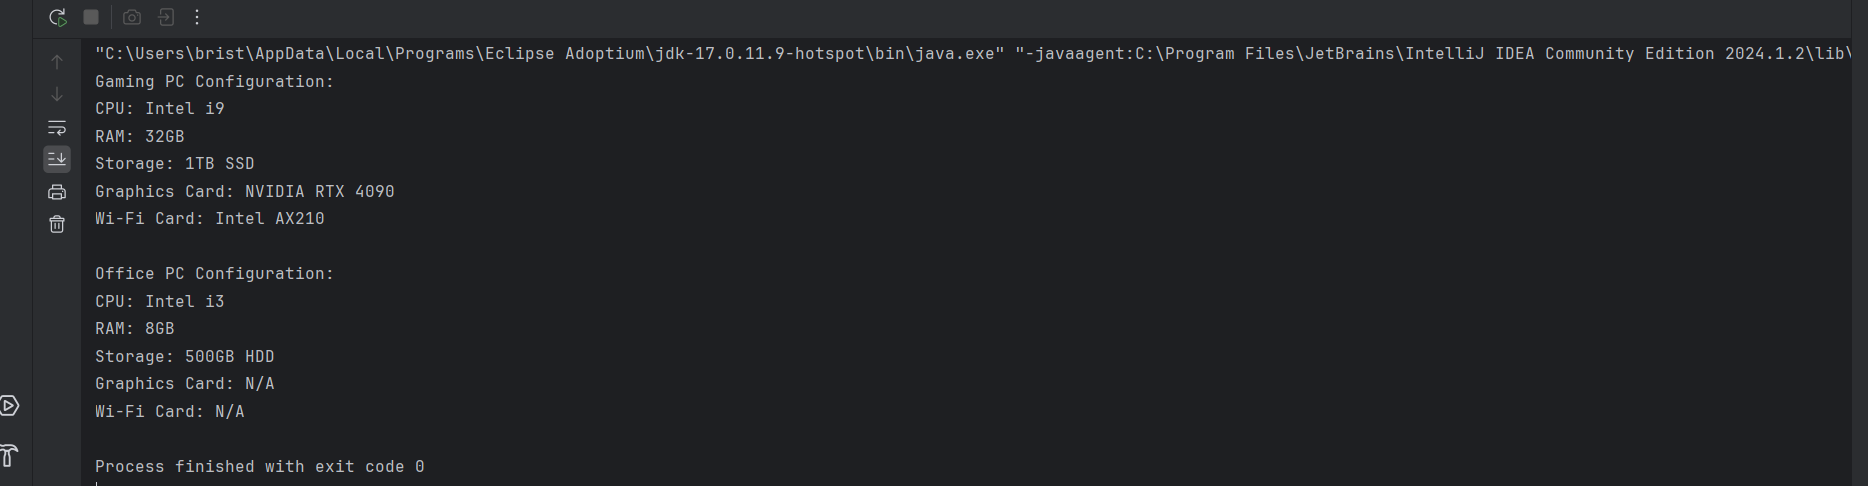 "C:\Users\brist\AppData\Local\Programs\Eclipse Adoptium\jdk-17.0.11.9-hotspot\bin\java.exe" "-javaagent:C:\Program Files\JetBrains\IntelliJ IDEA Community Edition 2024.1.2\lib\
Gaming PC Configuration:
CPU: Intel i9
RAM: 32GB
Storage: 1TB SSD
Graphics Card: NVIDIA RTX 4090
Wi-Fi Card: Intel AX210
Office PC Configuration:
CPU: Intel i3
RAM: 8GB
Storage: 500GB HDD
Graphics Card: N/A
Wi-Fi Card: N/A
Process finished with exit code 0